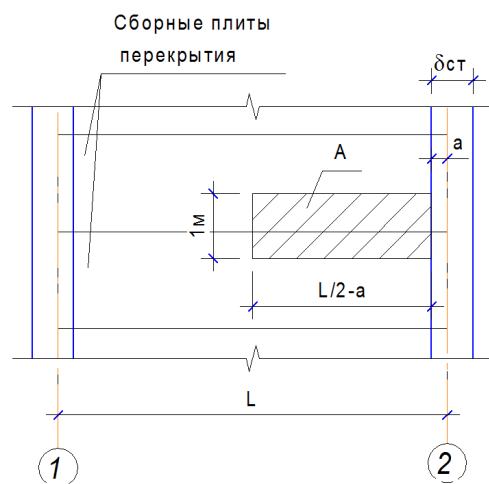 Сборные плиты
перекрытия
δст
а
А
1м
L/2-а
L
1
2